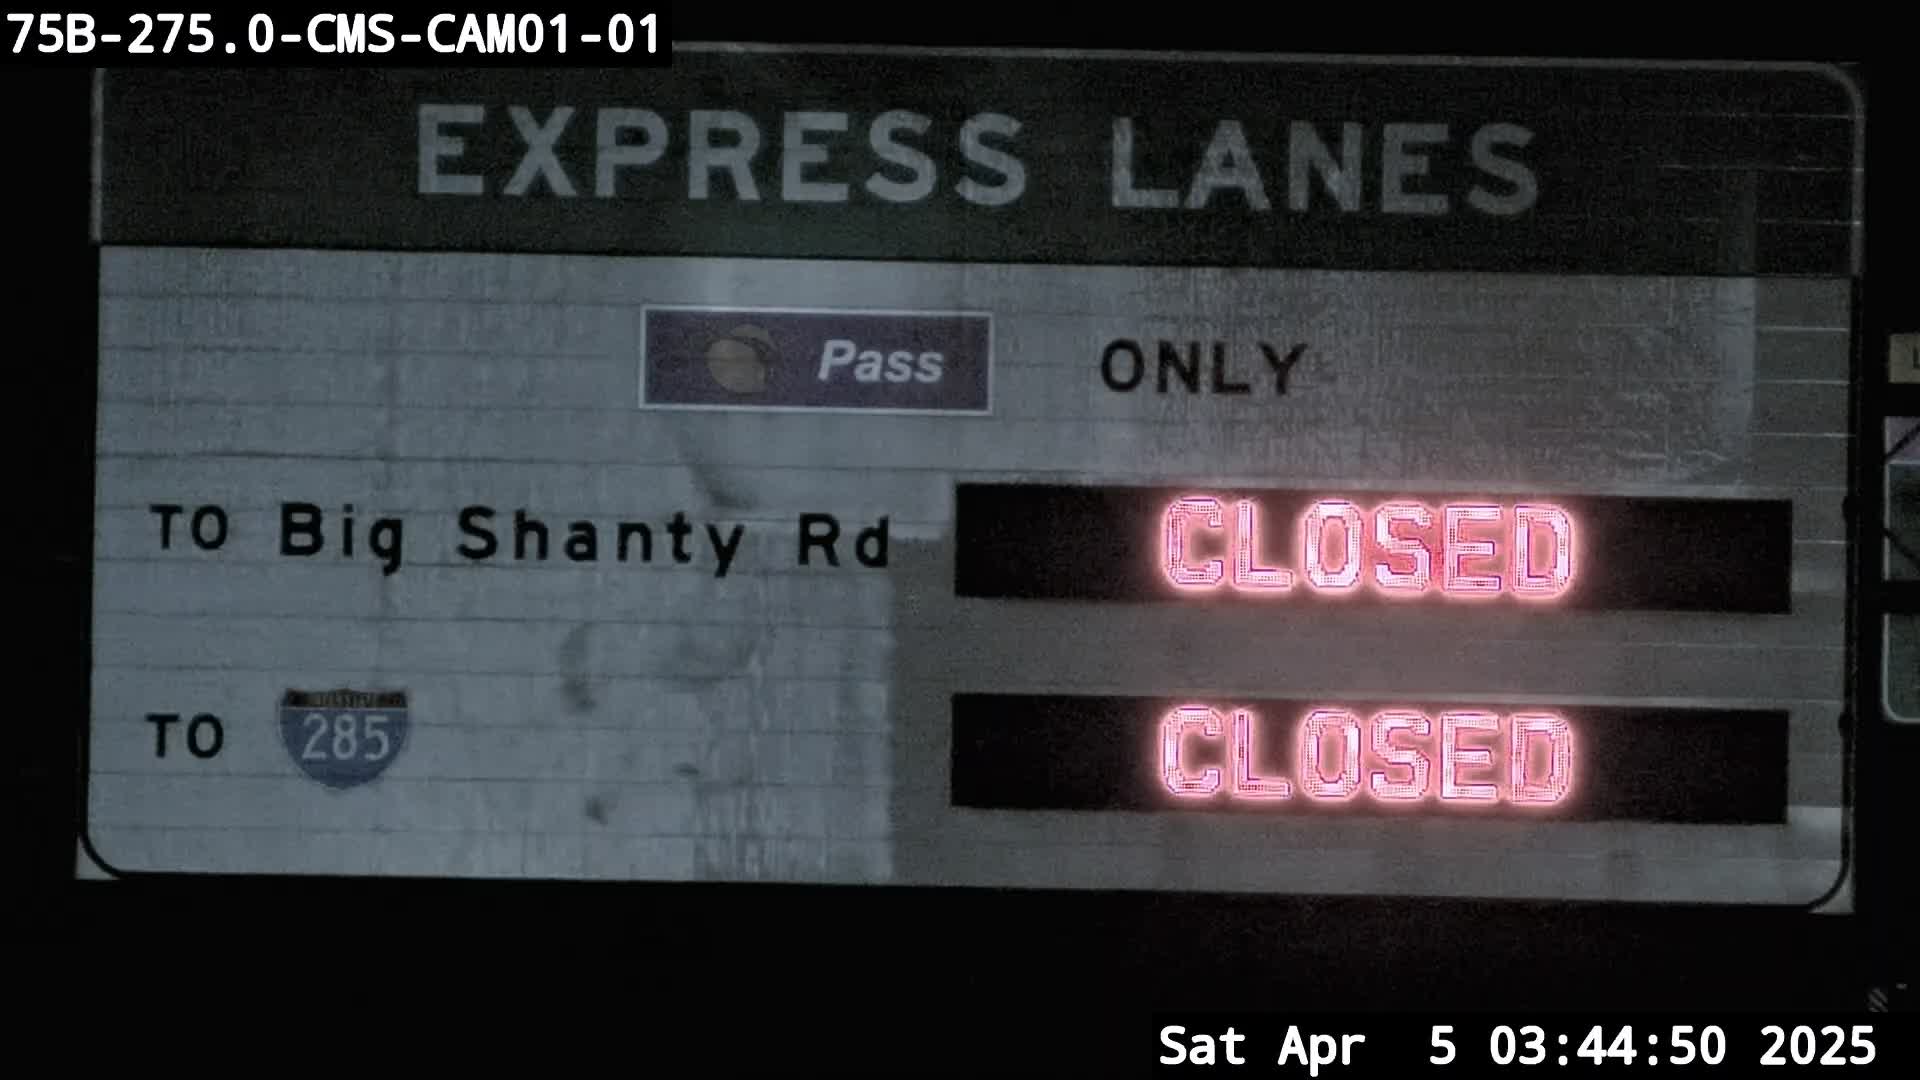 75B-275.0-CMS-CAM01-01
EXPRESS LANES
Pass ONLY
TO Big Shanty Rd CLOSED
TO 285 CLOSED
Sat Apr 5 03:44:50 2025